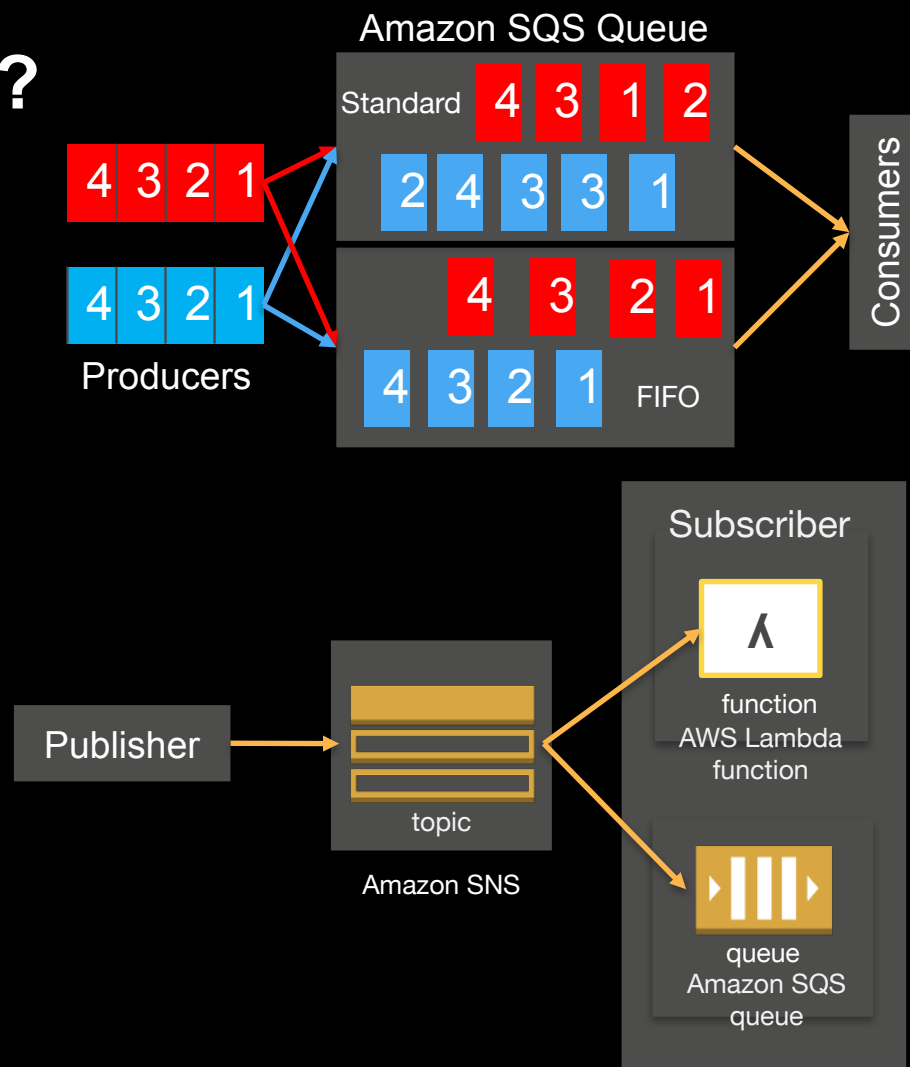 ?
Amazon SQS Queue
Standard
4 3 1 2
4 3 2 1
2 4 3 3 1
4 3 2 1
4 3 2 1
Producers
4 3 2 1
FIFO
Consumers
Subscriber
λ
function
AWS Lambda
function
Publisher
topic
Amazon SNS
queue
Amazon SQS
queue